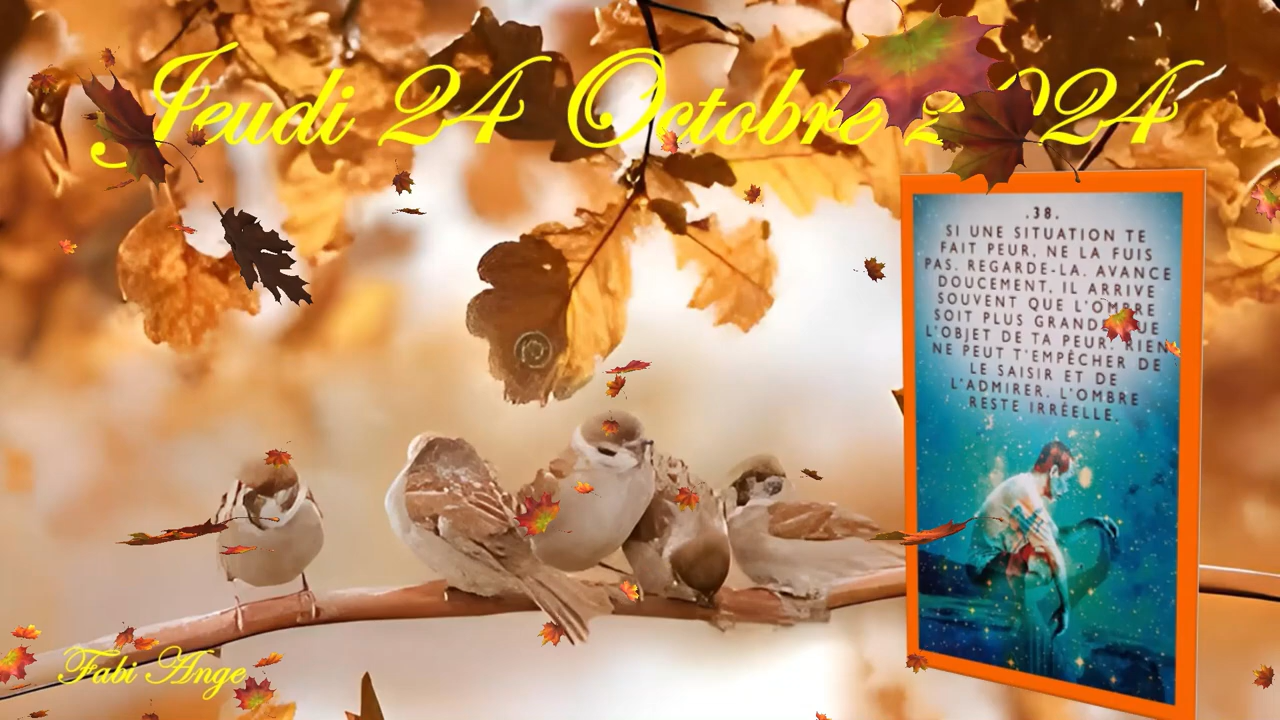 Jeudi 24 Octobre 2024
.38.
SI UNE SITUATION TE
FAIT PEUR, NE LA FUIS
PAS. REGARDE-LA. AVANCE
DOUCEMENT, IL ARRIVE
SOUVENT QUE L'OMBRE
SOIT PLUS GRANDE QUE
L'OBJET DE TA PEUR. RIEN
NE PEUT T'EMPÊCHER DE
LE SAISIR ET DE
L'ADMIRER. L'OMBRE
RESTE IRRÉELLE.
Fabi Ange